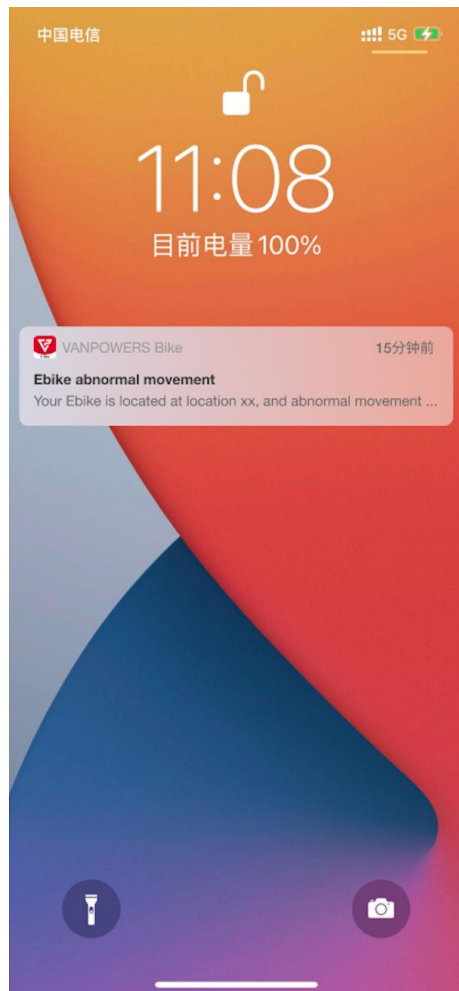 中国电信
5G
11:08
目前电量100%
VANPOWERS Bike
15分钟前
Ebike abnormal movement
Your Ebike is located at location xx, and abnormal movement ...